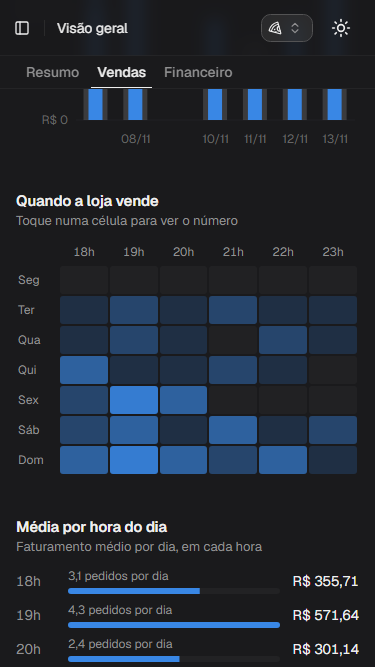 Visão geral
Resumo Vendas Financeiro
R$ 0
08/11 10/11 11/11 12/11 13/11
Quando a loja vende
Toque numa célula para ver o número
18h 19h 20h 21h 22h 23h
Seg
Ter
Qua
Qui
Sex
Sáb
Dom
Média por hora do dia
Faturamento médio por dia, em cada hora
18h 3,1 pedidos por dia R$ 355,71
19h 4,3 pedidos por dia R$ 571,64
20h 2,4 pedidos por dia R$ 301,14